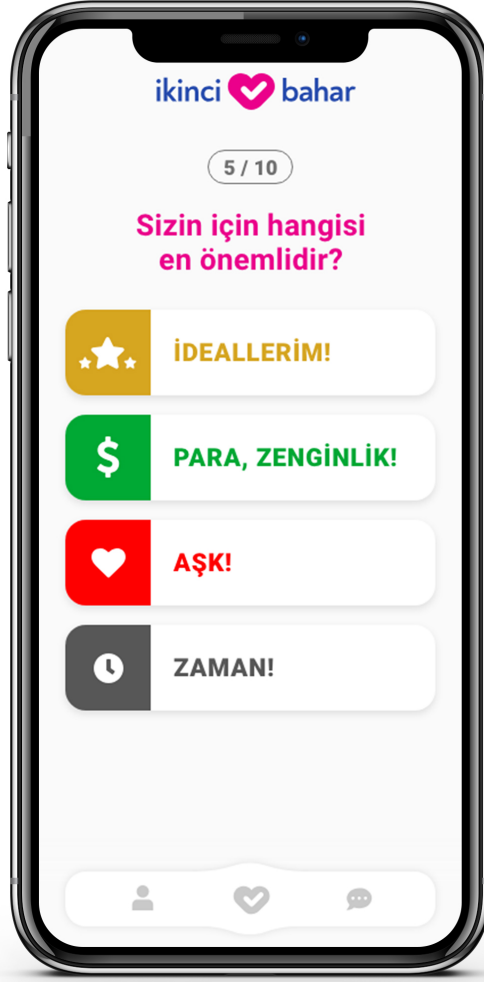 ikinci bahar
5 / 10
Sizin için hangisi
en önemlidir?
İDEALLERİM!
PARA, ZENGİNLİK!
AŞK!
ZAMAN!